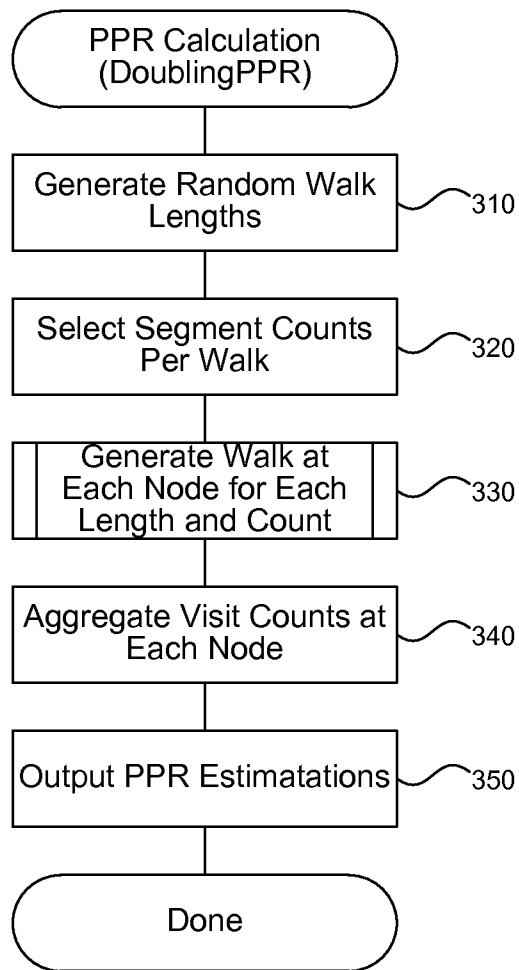 PPR Calculation
(DoublingPPR)
Generate Random Walk
Lengths
310
Select Segment Counts
Per Walk
320
Generate Walk at
Each Node for Each
Length and Count
330
Aggregate Visit Counts at
Each Node
340
Output PPR Estimatations
350
Done